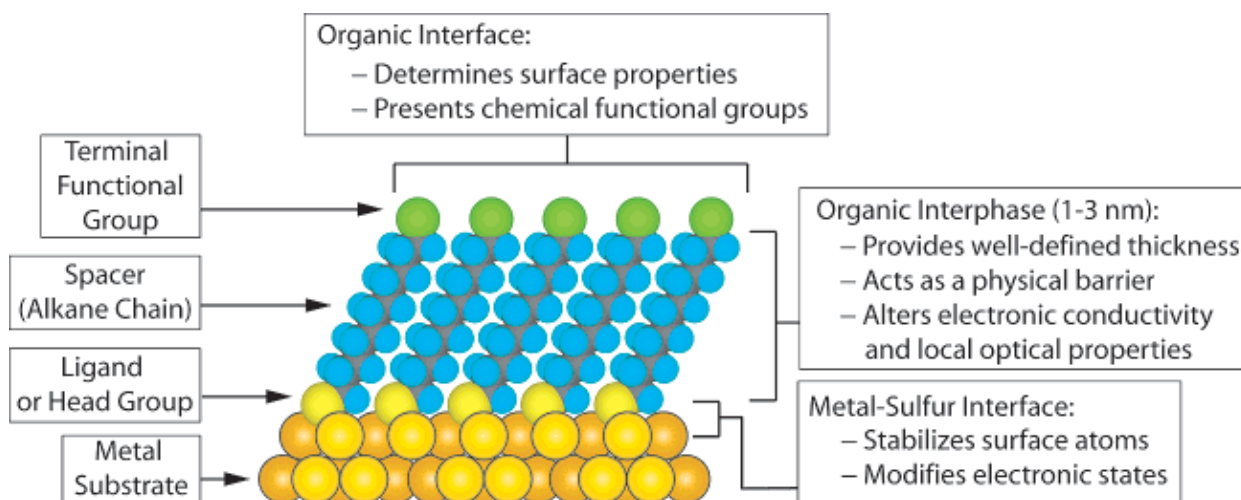 Organic Interface:
– Determines surface properties
– Presents chemical functional groups
Terminal
Functional
Group
Spacer
(Alkane Chain)
Ligand
or Head Group
Metal
Substrate
Organic Interphase (1-3 nm):
– Provides well-defined thickness
– Acts as a physical barrier
– Alters electronic conductivity
and local optical properties
Metal-Sulfur Interface:
– Stabilizes surface atoms
– Modifies electronic states